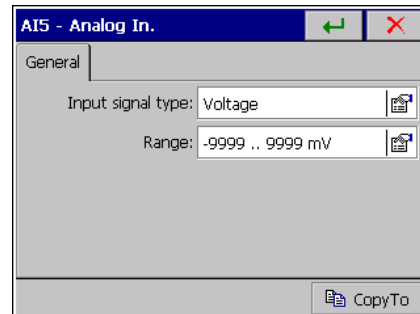 AI5 - Analog In.
General
Input signal type: Voltage
Range: -9999 .. 9999 mV
CopyTo